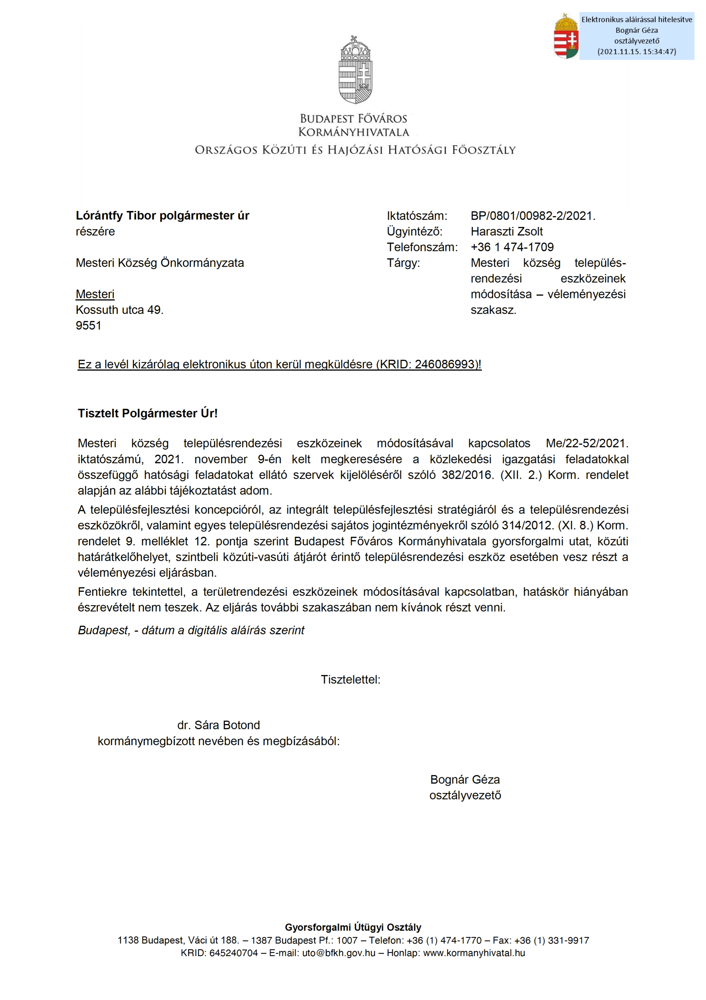 Elektronikus aláírással hitelesítve
Bognár Géza
osztályvezető
(2021.11.15. 15:34:47)
BUDAPEST FŐVÁROS
KORMÁNYHIVATALA
ORSZÁGOS KÖZÚTI ÉS HAJÓZÁSI HATÓSÁGI FŐOSZTÁLY
Lórántfy Tibor polgármester úr
részére
Mesteri Község Önkormányzata
Mesteri
Kossuth utca 49.
9551
Iktatószám: BP/0801/00982-2/2021.
Ügyintéző: Haraszti Zsolt
Telefonszám: +36 1 474-1709
Tárgy: Mesteri község település-
rendezési eszközeinek
módosítása – véleményezési
szakasz.
Ez a levél kizárólag elektronikus úton kerül megküldésre (KRID: 246086993)!
Tisztelt Polgármester Úr!
Mesteri község településrendezési eszközeinek módosításával kapcsolatos Me/22-52/2021.
iktatószámú, 2021. november 9-én kelt megkeresésére a közlekedési igazgatási feladatokkal
összefüggő hatósági feladatokat ellátó szervek kijelöléséről szóló 382/2016. (XII. 2.) Korm. rendelet
alapján az alábbi tájékoztatást adom.
A településfejlesztési koncepcióról, az integrált településfejlesztési stratégiáról és a településrendezési
eszközökről, valamint egyes településrendezési sajátos jogintézményekről szóló 314/2012. (XI. 8.) Korm.
rendelet 9. melléklet 12. pontja szerint Budapest Főváros Kormányhivatala gyorsforgalmi utat, közúti
határátkelőhelyet, szintbeli közúti-vasúti átjárót érintő településrendezési eszköz esetében vesz részt a
véleményezési eljárásban.
Fentiekre tekintettel, a területrendezési eszközeinek módosításával kapcsolatban, hatáskör hiányában
észrevételt nem teszek. Az eljárás további szakaszában nem kívánok részt venni.
Budapest, - dátum a digitális aláírás szerint
Tisztelettel:
dr. Sára Botond
kormánymegbízott nevében és megbízásából:
Bognár Géza
osztályvezető
Gyorsforgalmi Útügyi Osztály
1138 Budapest, Váci út 188. – 1387 Budapest Pf.: 1007 – Telefon: +36 (1) 474-1770 – Fax: +36 (1) 331-9917
KRID: 645240704 – E-mail: uto@bfkh.gov.hu – Honlap: www.kormanyhivatal.hu